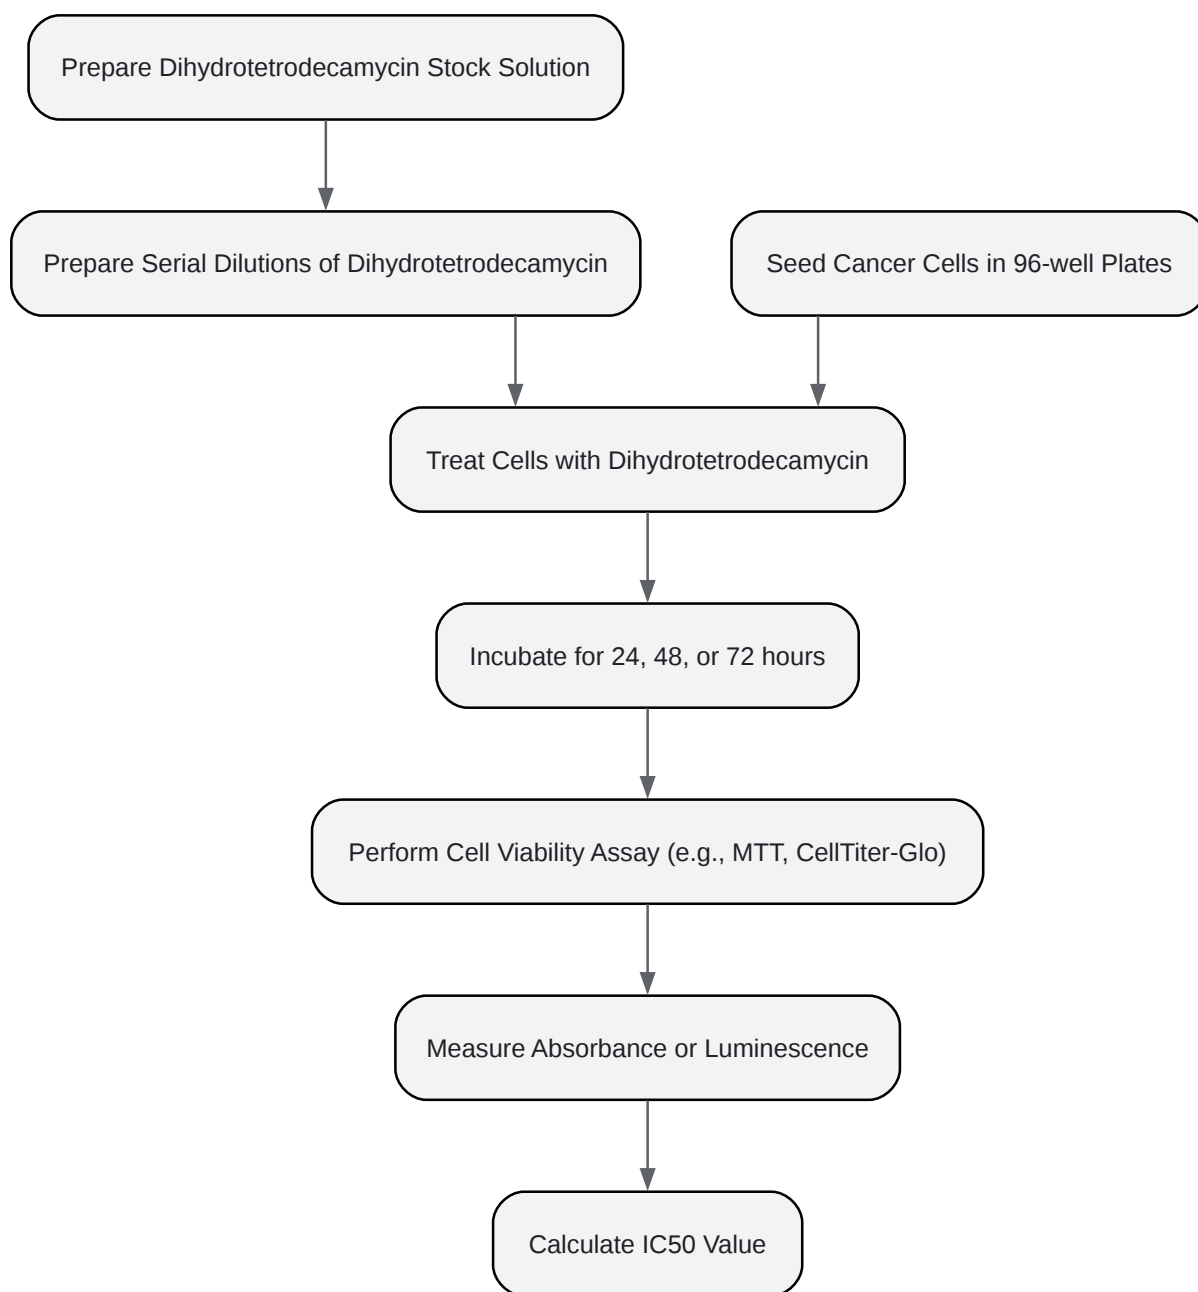 Prepare Dihydrotetrodecamycin Stock Solution
Prepare Serial Dilutions of Dihydrotetrodecamycin
Seed Cancer Cells in 96-well Plates
Treat Cells with Dihydrotetrodecamycin
Incubate for 24, 48, or 72 hours
Perform Cell Viability Assay (e.g., MTT, CellTiter-Glo)
Measure Absorbance or Luminescence
Calculate IC50 Value